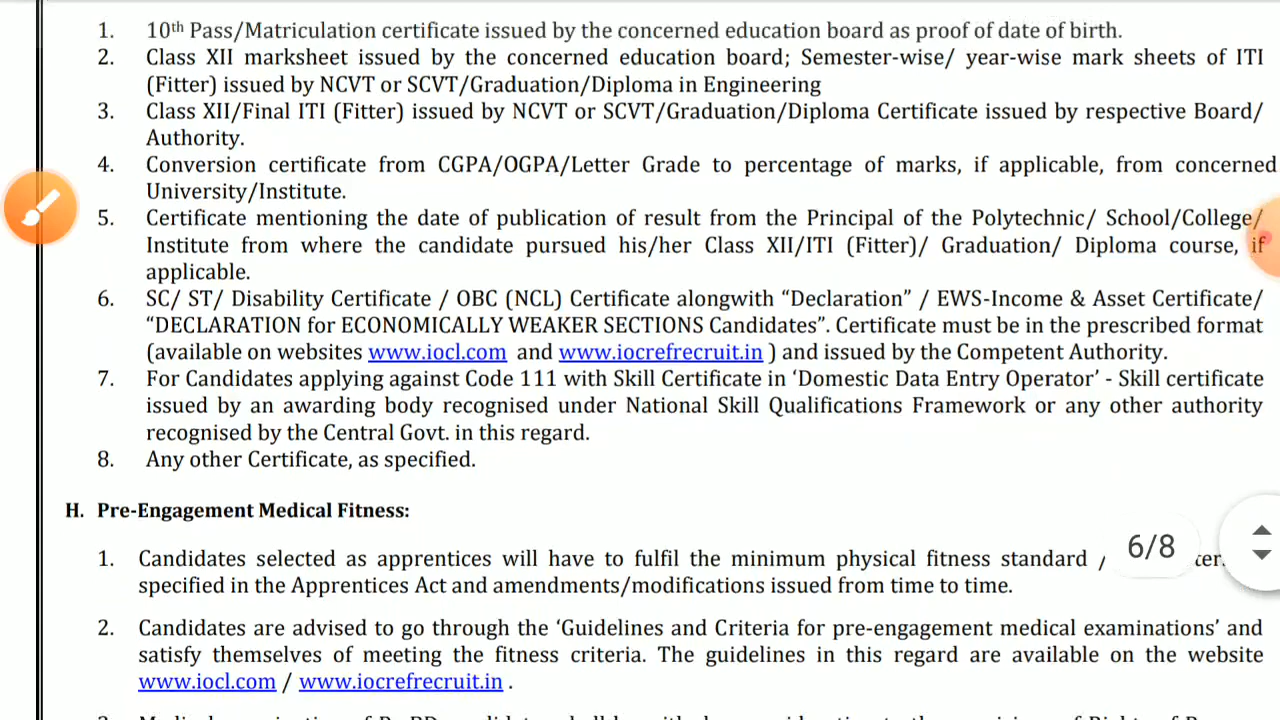 1. 10th Pass/Matriculation certificate issued by the concerned education board as proof of date of birth.
2. Class XII marksheet issued by the concerned education board; Semester-wise/ year-wise mark sheets of ITI
(Fitter) issued by NCVT or SCVT/Graduation/Diploma in Engineering
3. Class XII/Final ITI (Fitter) issued by NCVT or SCVT/Graduation/Diploma Certificate issued by respective Board/
Authority.
4. Conversion certificate from CGPA/OGPA/Letter Grade to percentage of marks, if applicable, from concerned
University/Institute.
5. Certificate mentioning the date of publication of result from the Principal of the Polytechnic/ School/College/
Institute from where the candidate pursued his/her Class XII/ITI (Fitter)/ Graduation/ Diploma course, if
applicable.
6. SC/ ST/ Disability Certificate / OBC (NCL) Certificate alongwith “Declaration” / EWS-Income & Asset Certificate/
“DECLARATION for ECONOMICALLY WEAKER SECTIONS Candidates”. Certificate must be in the prescribed format
(available on websites www.iocl.com and www.iocrefrecruit.in ) and issued by the Competent Authority.
7. For Candidates applying against Code 111 with Skill Certificate in ‘Domestic Data Entry Operator’ - Skill certificate
issued by an awarding body recognised under National Skill Qualifications Framework or any other authority
recognised by the Central Govt. in this regard.
8. Any other Certificate, as specified.
H. Pre-Engagement Medical Fitness:
1. Candidates selected as apprentices will have to fulfil the minimum physical fitness standard /
6/8
specified in the Apprentices Act and amendments/modifications issued from time to time.
2. Candidates are advised to go through the ‘Guidelines and Criteria for pre-engagement medical examinations’ and
satisfy themselves of meeting the fitness criteria. The guidelines in this regard are available on the website
www.iocl.com / www.iocrefrecruit.in .